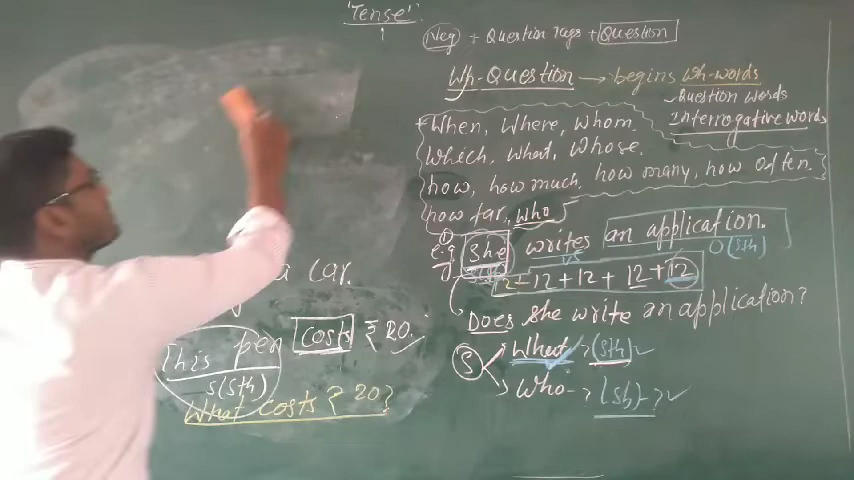 'Tense'
Neg + Question Tags + Question
Wh-Question → begins Wh-words
- Question words
Interrogative words
When, Where, Whom.
Which, What, Whose.
how, how much, how many, how often.
how far, who
①
e.g. She writes an application.
O (Sth)
12 + 12 + 12 + 12 + 12
Does she write an application?
a car.
This pen costs ₹ 20.
S(Sth)
What costs ₹ 20?
S
What → (Sth)
Who → (sb) ?